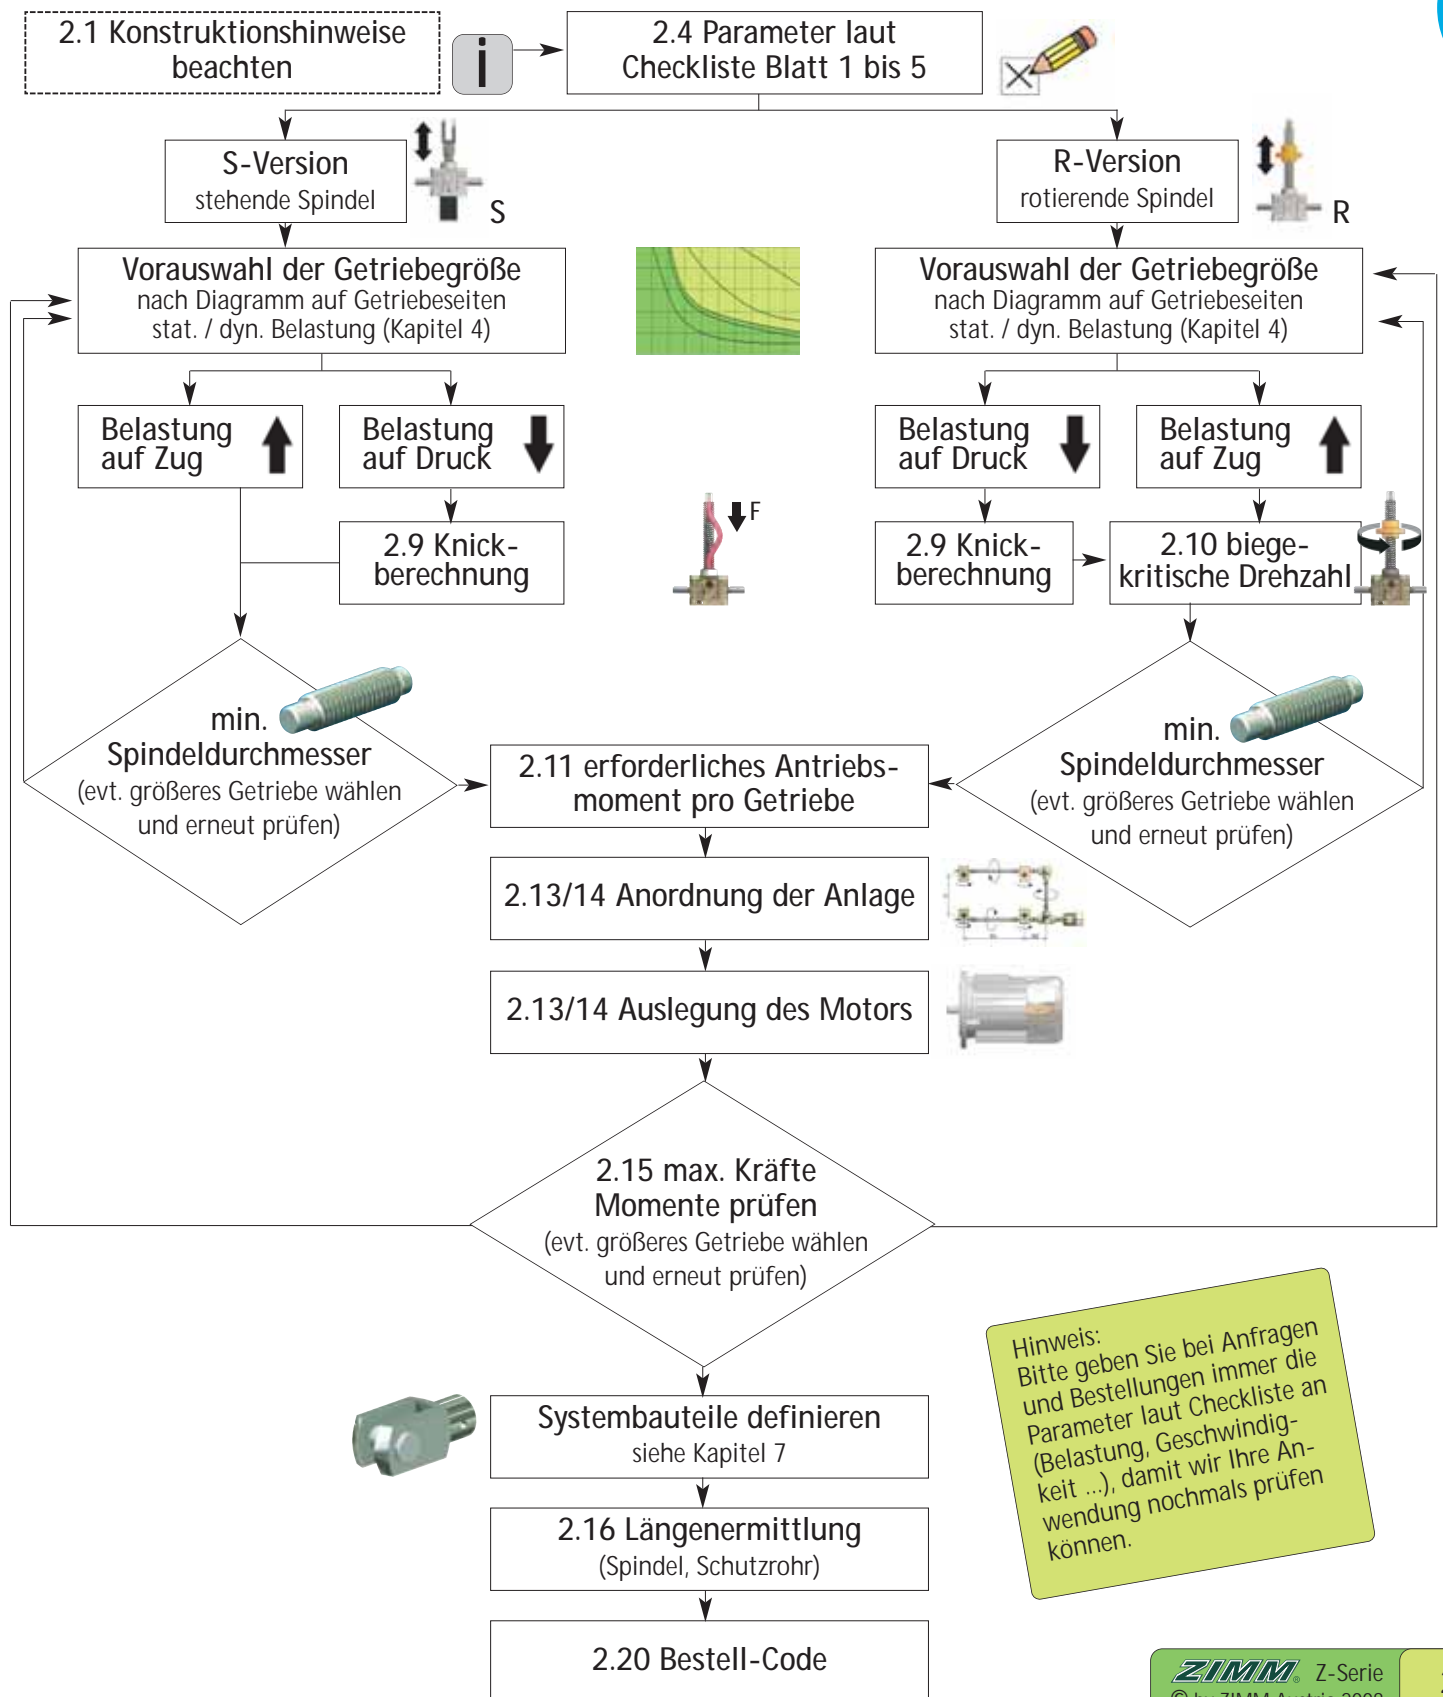 2.1 Konstruktionshinweise
beachten
i
2.4 Parameter laut
Checkliste Blatt 1 bis 5
S-Version
stehende Spindel
S
R-Version
rotierende Spindel
R
Vorauswahl der Getriebegröße
nach Diagramm auf Getriebeseiten
stat. / dyn. Belastung (Kapitel 4)
Vorauswahl der Getriebegröße
nach Diagramm auf Getriebeseiten
stat. / dyn. Belastung (Kapitel 4)
Belastung
auf Zug
Belastung
auf Druck
Belastung
auf Druck
Belastung
auf Zug
2.9 Knick-
berechnung
F
2.9 Knick-
berechnung
2.10 biege-
kritische Drehzahl
min.
Spindeldurchmesser
(evt. größeres Getriebe wählen
und erneut prüfen)
2.11 erforderliches Antriebs-
moment pro Getriebe
min.
Spindeldurchmesser
(evt. größeres Getriebe wählen
und erneut prüfen)
2.13/14 Anordnung der Anlage
2.13/14 Auslegung des Motors
2.15 max. Kräfte
Momente prüfen
(evt. größeres Getriebe wählen
und erneut prüfen)
Hinweis:
Bitte geben Sie bei Anfragen
und Bestellungen immer die
Parameter laut Checkliste an
(Belastung, Geschwindig-
keit ...), damit wir Ihre An-
wendung nochmals prüfen
können.
Systembauteile definieren
siehe Kapitel 7
2.16 Längenermittlung
(Spindel, Schutzrohr)
2.20 Bestell-Code
ZIMM® Z-Serie
© by ZIMM Austria 2008